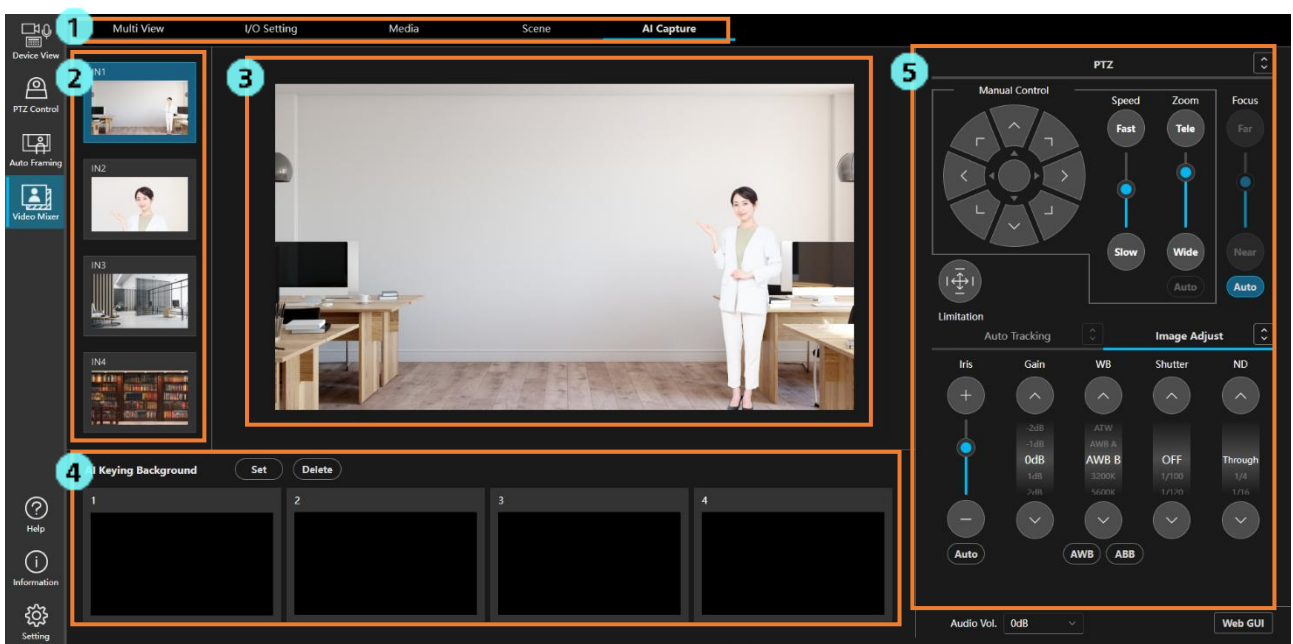 1
Multi View
I/O Setting
Media
Scene
AI Capture
Device View
PTZ Control
Auto Framing
Video Mixer
Help
Information
Setting
2
IN1
IN2
IN3
IN4
3
4
AI Keying Background
Set
Delete
1
2
3
4
5
PTZ
Manual Control
Speed
Zoom
Focus
Fast
Tele
Far
Slow
Wide
Near
Auto
Auto
Limitation
Auto Tracking
Image Adjust
Iris
Gain
WB
Shutter
ND
-2dB
ATW
-1dB
AWB A
0dB
AWB B
OFF
Through
1dB
3200K
1/100
1/4
2dB
5600K
1/120
1/16
Auto
AWB
ABB
Audio Vol.
0dB
Web GUI